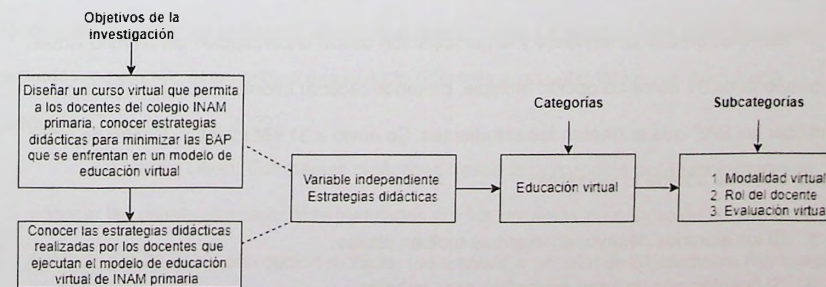 Objetivos de la
investigación
Diseñar un curso virtual que permita
a los docentes del colegio INAM
primaria, conocer estrategias
didácticas para minimizar las BAP
que se enfrentan en un modelo de
educación virtual
Conocer las estrategias didácticas
realizadas por los docentes que
ejecutan el modelo de educación
virtual de INAM primaria
Variable independiente
Estrategias didácticas
Categorías
Educación virtual
Subcategorías
1. Modalidad virtual
2. Rol del docente
3. Evaluación virtual